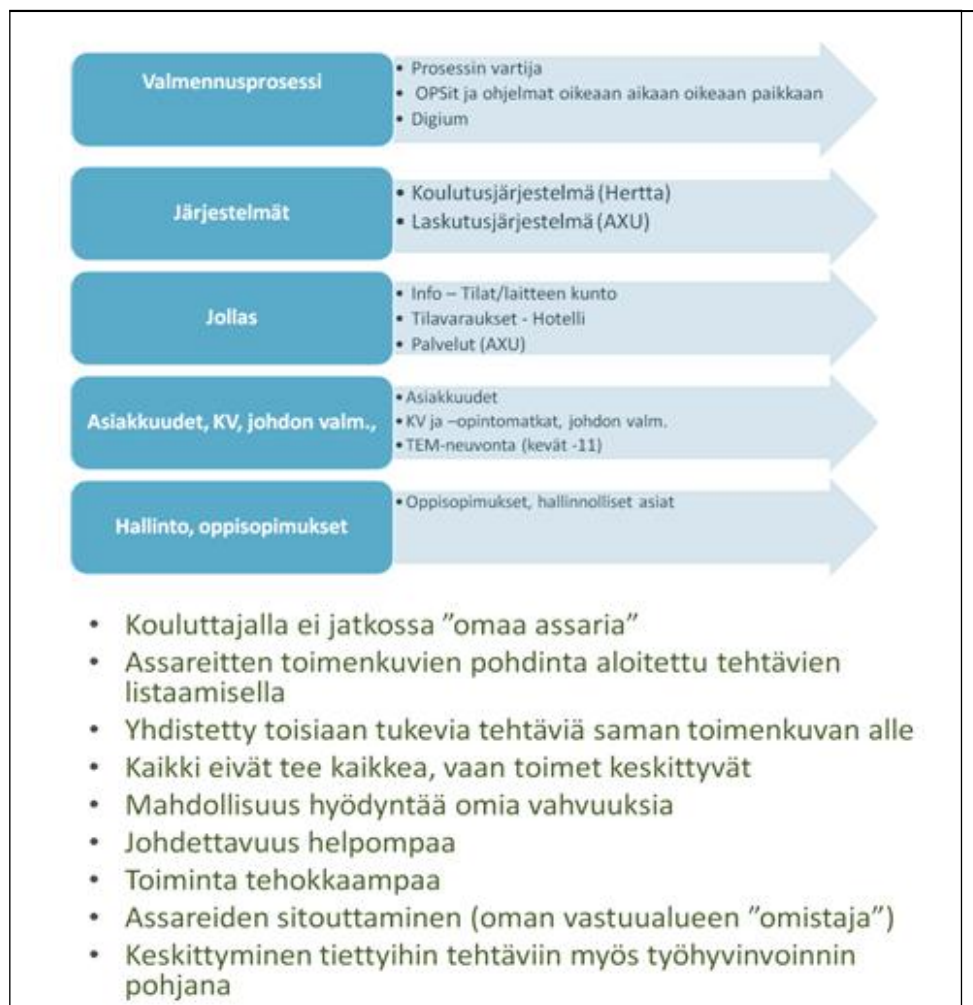 Valmennusprosessi
• Prosessin vartija
• OPSit ja ohjelmat oikeaan aikaan oikeaan paikkaan
• Digium
Järjestelmät
• Koulutusjärjestelmä (Hertta)
• Laskutusjärjestelmä (AXU)
Jollas
• Info – Tilat/laitteen kunto
• Tilavaraukset - Hotelli
• Palvelut (AXU)
Asiakkuudet, KV, johdon valm.,
• Asiakkuudet
• KV ja –opintomatkat, johdon valm.
• TEM-neuvonta (kevät -11)
Hallinto, oppisopimukset
• Oppisopimukset, hallinnolliset asiat
• Kouluttajalla ei jatkossa ”omaa assaria”
• Assareitten toimenkuvien pohdinta aloitettu tehtävien
listaamisella
• Yhdistetty toisiaan tukevia tehtäviä saman toimenkuvan alle
• Kaikki eivät tee kaikkea, vaan toimet keskittyvät
• Mahdollisuus hyödyntää omia vahvuuksia
• Johdettavuus helpompaa
• Toiminta tehokkaampaa
• Assareiden sitouttaminen (oman vastuualueen ”omistaja”)
• Keskittyminen tiettyihin tehtäviin myös työhyvinvoinnin
pohjana